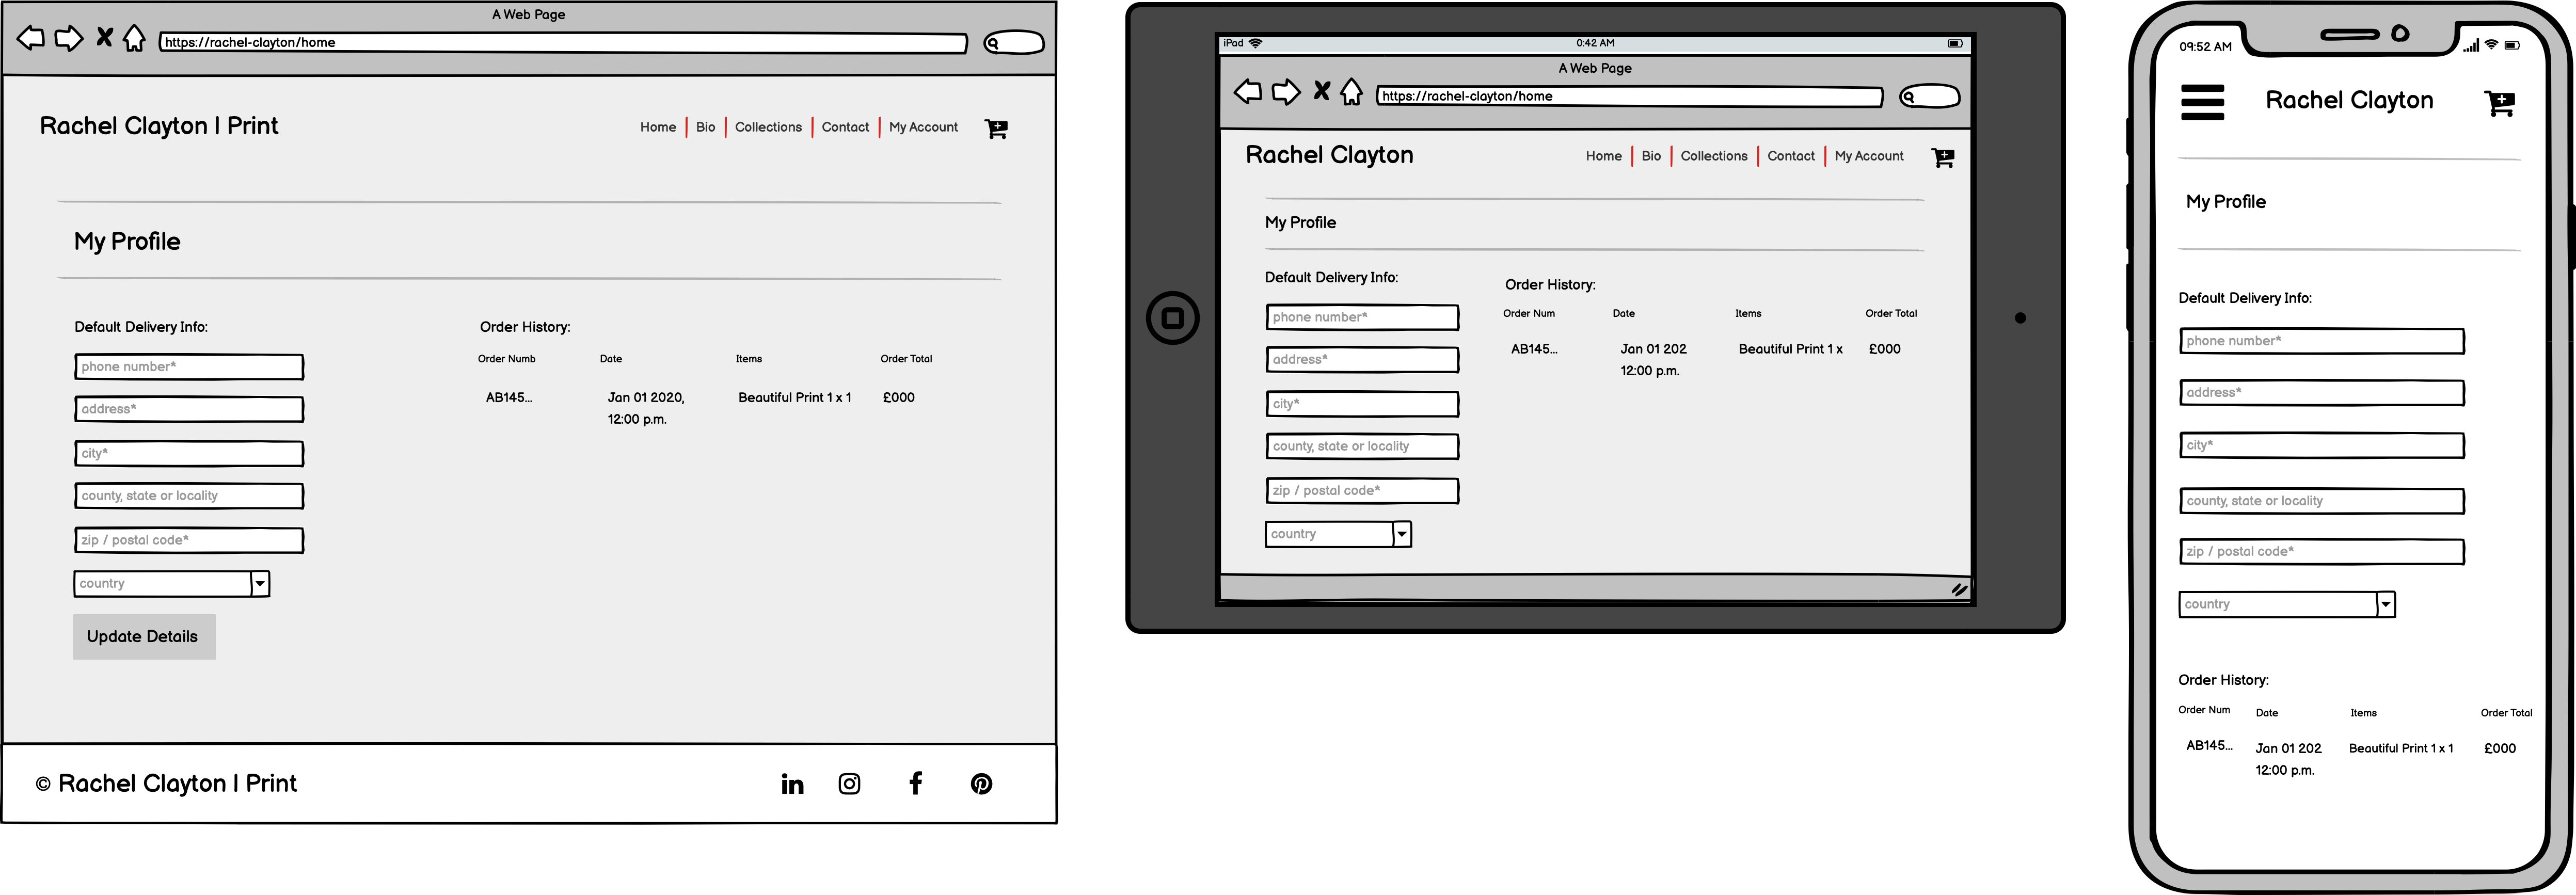 A Web Page
https://rachel-clayton/home
Rachel Clayton | Print
Home | Bio | Collections | Contact | My Account
My Profile
Default Delivery Info:
phone number*
address*
city*
county, state or locality
zip / postal code*
country
Update Details
Order History:
Order Numb Date Items Order Total
AB145... Jan 01 2020, Beautiful Print 1 x 1 £000
12:00 p.m.
© Rachel Clayton | Print
in f
iPad 0:42 AM
A Web Page
https://rachel-clayton/home
Rachel Clayton
Home | Bio | Collections | Contact | My Account
My Profile
Default Delivery Info:
phone number*
address*
city*
county, state or locality
zip / postal code*
country
Order History:
Order Num Date Items Order Total
AB145... Jan 01 202 Beautiful Print 1 x £000
12:00 p.m.
09:52 AM
Rachel Clayton
My Profile
Default Delivery Info:
phone number*
address*
city*
county, state or locality
zip / postal code*
country
Order History:
Order Num Date Items Order Total
AB145... Jan 01 202 Beautiful Print 1 x 1 £000
12:00 p.m.